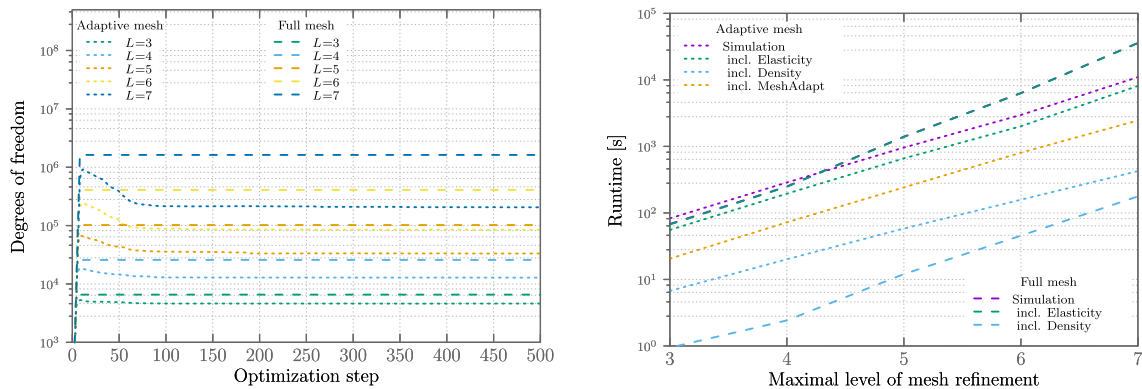 Adaptive mesh Full mesh
L=3 L=3
L=4 L=4
L=5 L=5
L=6 L=6
L=7 L=7
Degrees of freedom
10^8
10^7
10^6
10^5
10^4
10^3
0 50 100 150 200 250 300 350 400 450 500
Optimization step
Adaptive mesh
Simulation
incl. Elasticity
incl. Density
incl. MeshAdapt
Runtime [s]
10^5
10^4
10^3
10^2
10^1
10^0
Full mesh
Simulation
incl. Elasticity
incl. Density
3 4 5 6 7
Maximal level of mesh refinement